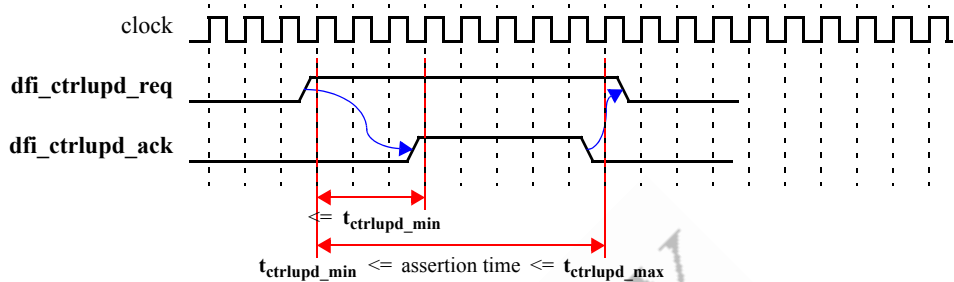 clock
dfi_ctrlupd_req
dfi_ctrlupd_ack
<= tctrlupd_min
tctrlupd_min <= assertion time <= tctrlupd_max